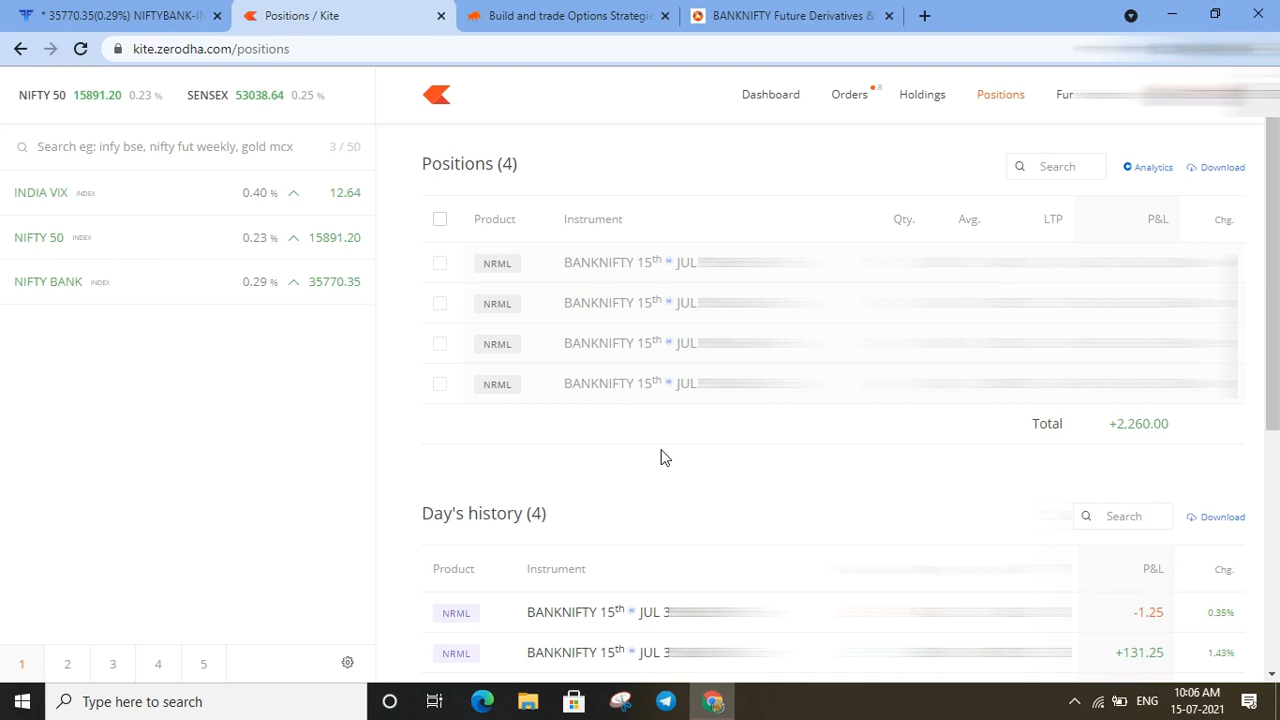 * 35770.35(0.29%) NIFTYBANK-IN
Positions / Kite
Build and trade Options Strategie
BANKNIFTY Future Derivatives &
kite.zerodha.com/positions
NIFTY 50 15891.20 0.23 % SENSEX 53038.64 0.25 %
Dashboard Orders 8 Holdings Positions Fun
Search eg: infy bse, nifty fut weekly, gold mcx 3 / 50
INDIA VIX INDEX 0.40 % 12.64
NIFTY 50 INDEX 0.23 % 15891.20
NIFTY BANK INDEX 0.29 % 35770.35
Positions (4) Search Analytics Download
Product Instrument Qty. Avg. LTP P&L Chg.
NRML BANKNIFTY 15th w JUL
NRML BANKNIFTY 15th w JUL
NRML BANKNIFTY 15th w JUL
NRML BANKNIFTY 15th w JUL
Total +2,260.00
Day's history (4) Search Download
Product Instrument P&L Chg.
NRML BANKNIFTY 15th w JUL 3 -1.25 0.35%
NRML BANKNIFTY 15th w JUL 3 +131.25 1.43%
1 2 3 4 5
Type here to search
ENG
10:06 AM
15-07-2021